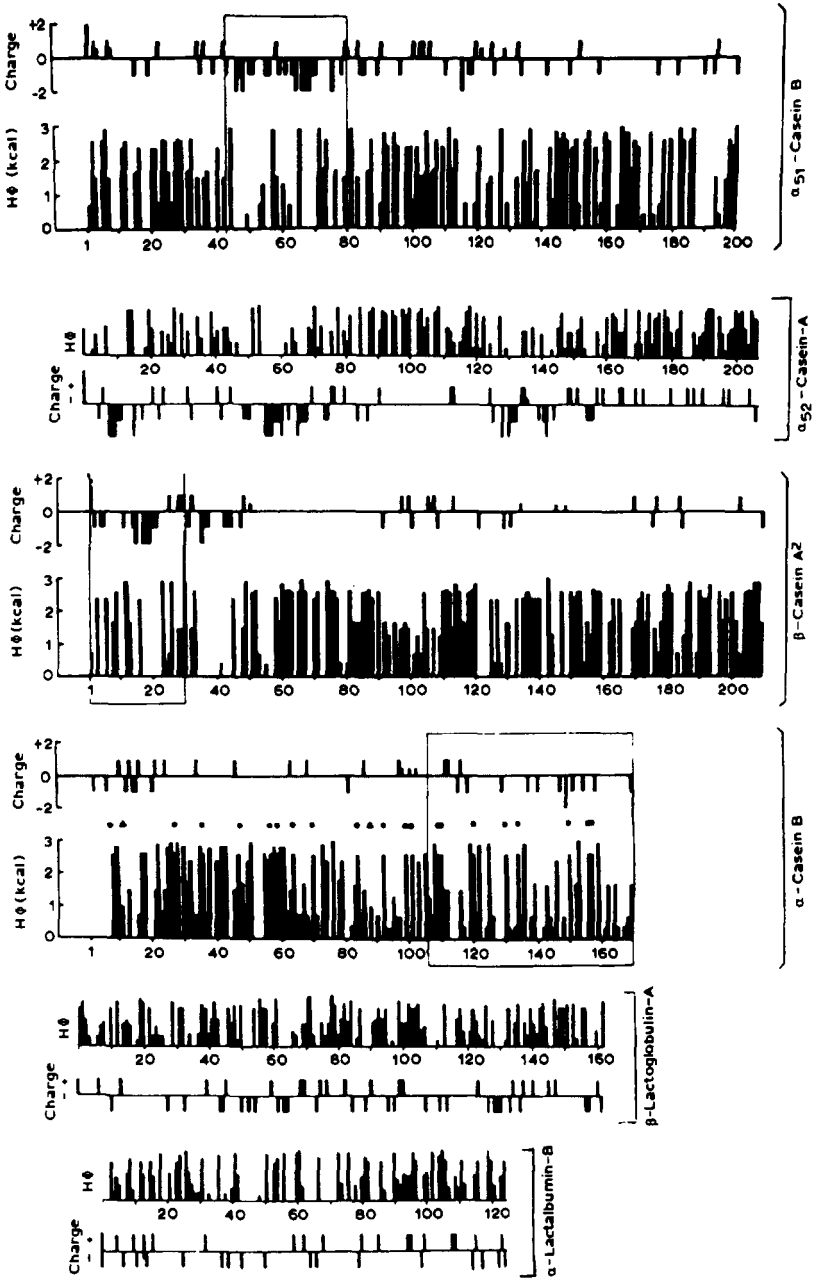 +2
0
-2
Charge
3
2
1
0
HΦ (kcal)
1 20 40 60 80 100 120 140 160 180 200
αS1-Casein B
HΦ
20 40 60 80 100 120 140 160 180 200
Charge
- +
αS2-Casein-A
+2
0
-2
Charge
3
2
1
0
HΦ (kcal)
1 20 40 60 80 100 120 140 160 180 200
β-Casein A2
+2
0
-2
Charge
3
2
1
0
HΦ (kcal)
1 20 40 60 80 100 120 140 160
α-Casein B
HΦ
20 40 60 80 100 120 140 160
Charge
- +
β-Lactoglobulin-A
HΦ
20 40 60 80 100 120
Charge
- +
α-Lactalbumin-B